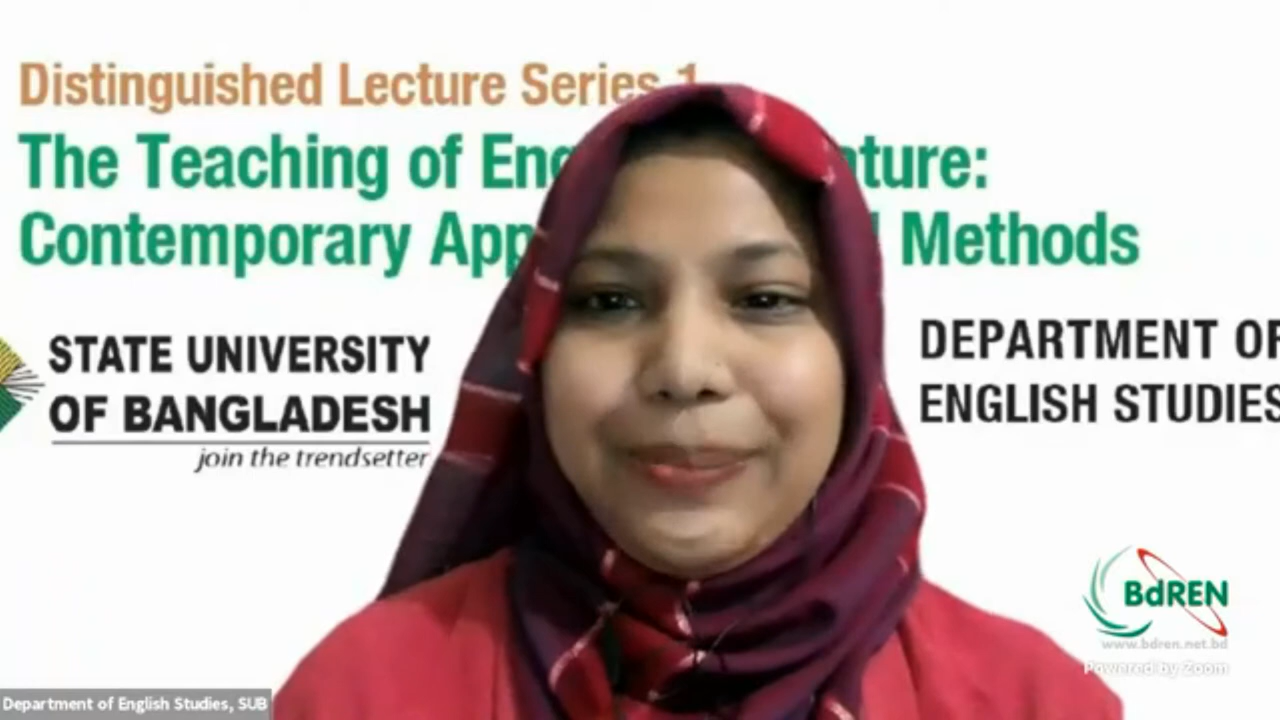 Distinguished Lecture Series 1
The Teaching of Eng ature:
Contemporary App Methods
STATE UNIVERSITY
OF BANGLADESH
join the trendsetter
DEPARTMENT OF
ENGLISH STUDIES
BdREN
www.bdren.net.bd
Powered by Zoom
Department of English Studies, SUB